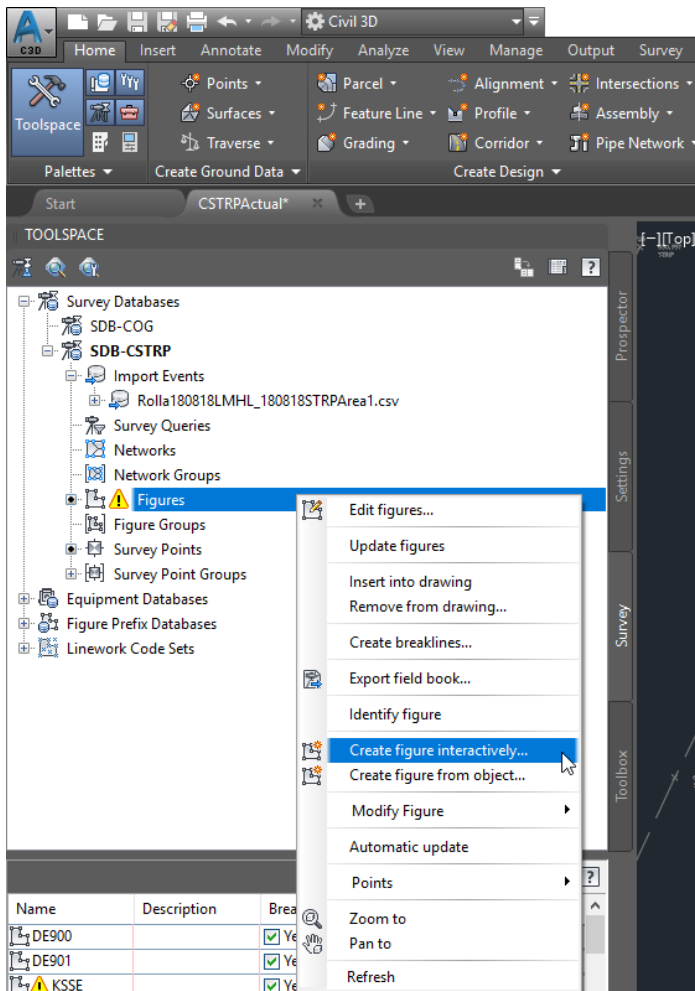 Civil 3D
C3D
Home Insert Annotate Modify Analyze View Manage Output Survey
Toolspace
Points
Surfaces
Traverse
Parcel
Feature Line
Grading
Alignment
Profile
Corridor
Intersections
Assembly
Pipe Network
Palettes Create Ground Data Create Design
Start CSTRPActual*
TOOLSPACE
[−][Top]
Survey Databases
SDB-COG
SDB-CSTRP
Import Events
Rolla180818LMHL_180818STRPArea1.csv
Survey Queries
Networks
Network Groups
Figures
Figure Groups
Survey Points
Survey Point Groups
Equipment Databases
Figure Prefix Databases
Linework Code Sets
Prospector
Settings
Survey
Toolbox
Edit figures...
Update figures
Insert into drawing
Remove from drawing...
Create breaklines...
Export field book...
Identify figure
Create figure interactively...
Create figure from object...
Modify Figure
Automatic update
Points
Zoom to
Pan to
Refresh
Name Description Brea
DE900 Ye
DE901 Ye
KSSE Ye